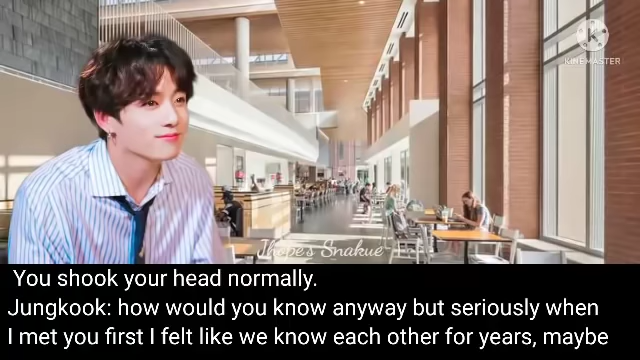 KINEMASTER
Jhope's Snakue
You shook your head normally.
Jungkook: how would you know anyway but seriously when
I met you first I felt like we know each other for years, maybe